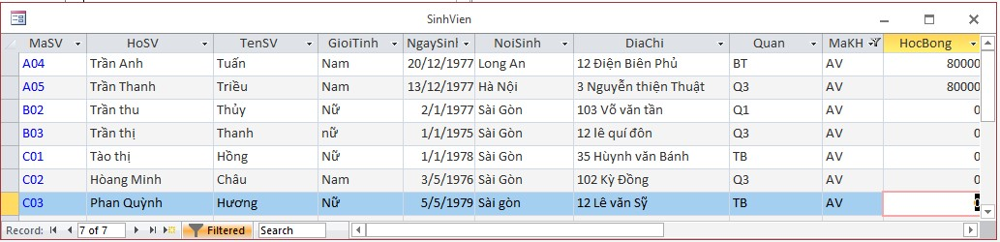 SinhVien
MaSV HoSV TenSV GioiTinh NgaySinh NoiSinh DiaChi Quan MaKH HocBong
A04 Trần Anh Tuấn Nam 20/12/1977 Long An 12 Điện Biên Phủ BT AV 80000
A05 Trần Thanh Triều Nam 13/12/1977 Hà Nội 3 Nguyễn thiện Thuật Q3 AV 80000
B02 Trần thu Thủy Nữ 2/1/1977 Sài Gòn 103 Võ văn tần Q1 AV 0
B03 Trần thị Thanh nữ 1/1/1975 Sài Gòn 12 lê quí đôn Q3 AV 0
C01 Tào thị Hồng Nữ 1/1/1978 Sài Gòn 35 Hùynh văn Bánh TB AV 0
C02 Hòang Minh Châu Nam 3/5/1976 Sài Gòn 102 Kỳ Đồng Q3 AV 0
C03 Phan Quỳnh Hương Nữ 5/5/1979 Sài gòn 12 Lê văn Sỹ TB AV 0
Record: 7 of 7 Filtered Search